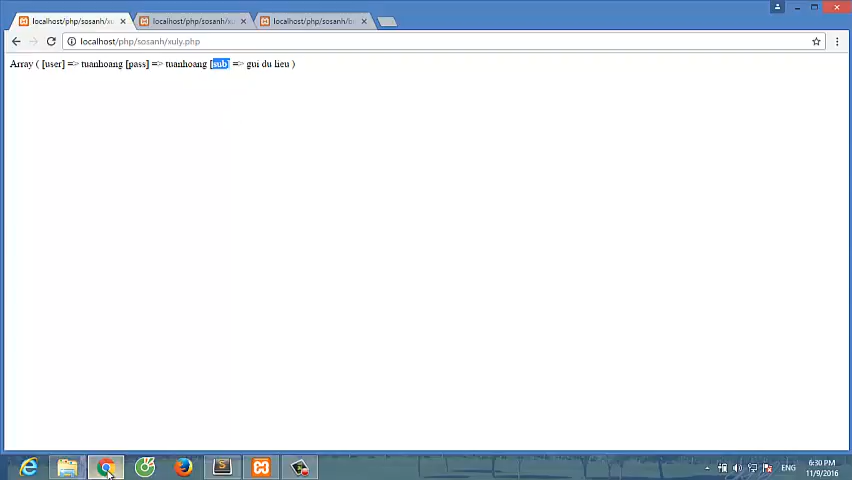 localhost/php/sosanh/xu
localhost/php/sosanh/xu
localhost/php/sosanh/b
localhost/php/sosanh/xuly.php
Array ( [user] => tuanhoang [pass] => tuanhoang [sub] => gui du lieu )
ENG
6:30 PM
11/9/2016